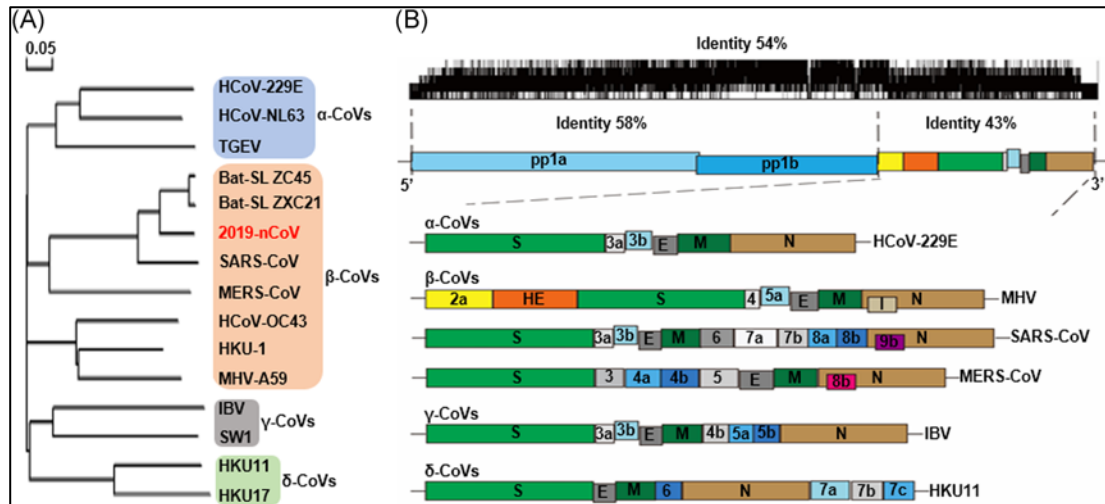 (A)
0.05
HCoV-229E
HCoV-NL63
α-CoVs
TGEV
Bat-SL ZC45
Bat-SL ZXC21
2019-nCoV
SARS-CoV
β-CoVs
MERS-CoV
HCoV-OC43
HKU-1
MHV-A59
IBV
γ-CoVs
SW1
HKU11
δ-CoVs
HKU17
(B)
Identity 54%
Identity 58% Identity 43%
pp1a pp1b
5' 3'
α-CoVs
S 3a 3b E M N HCoV-229E
β-CoVs
2a HE S 4 5a E M I N MHV
S 3a 3b E M 6 7a 7b 8a 8b 9b N SARS-CoV
S 3 4a 4b 5 E M 8b N MERS-CoV
γ-CoVs
S 3a 3b E M 4b 5a 5b N IBV
δ-CoVs
S E M 6 N 7a 7b 7c HKU11